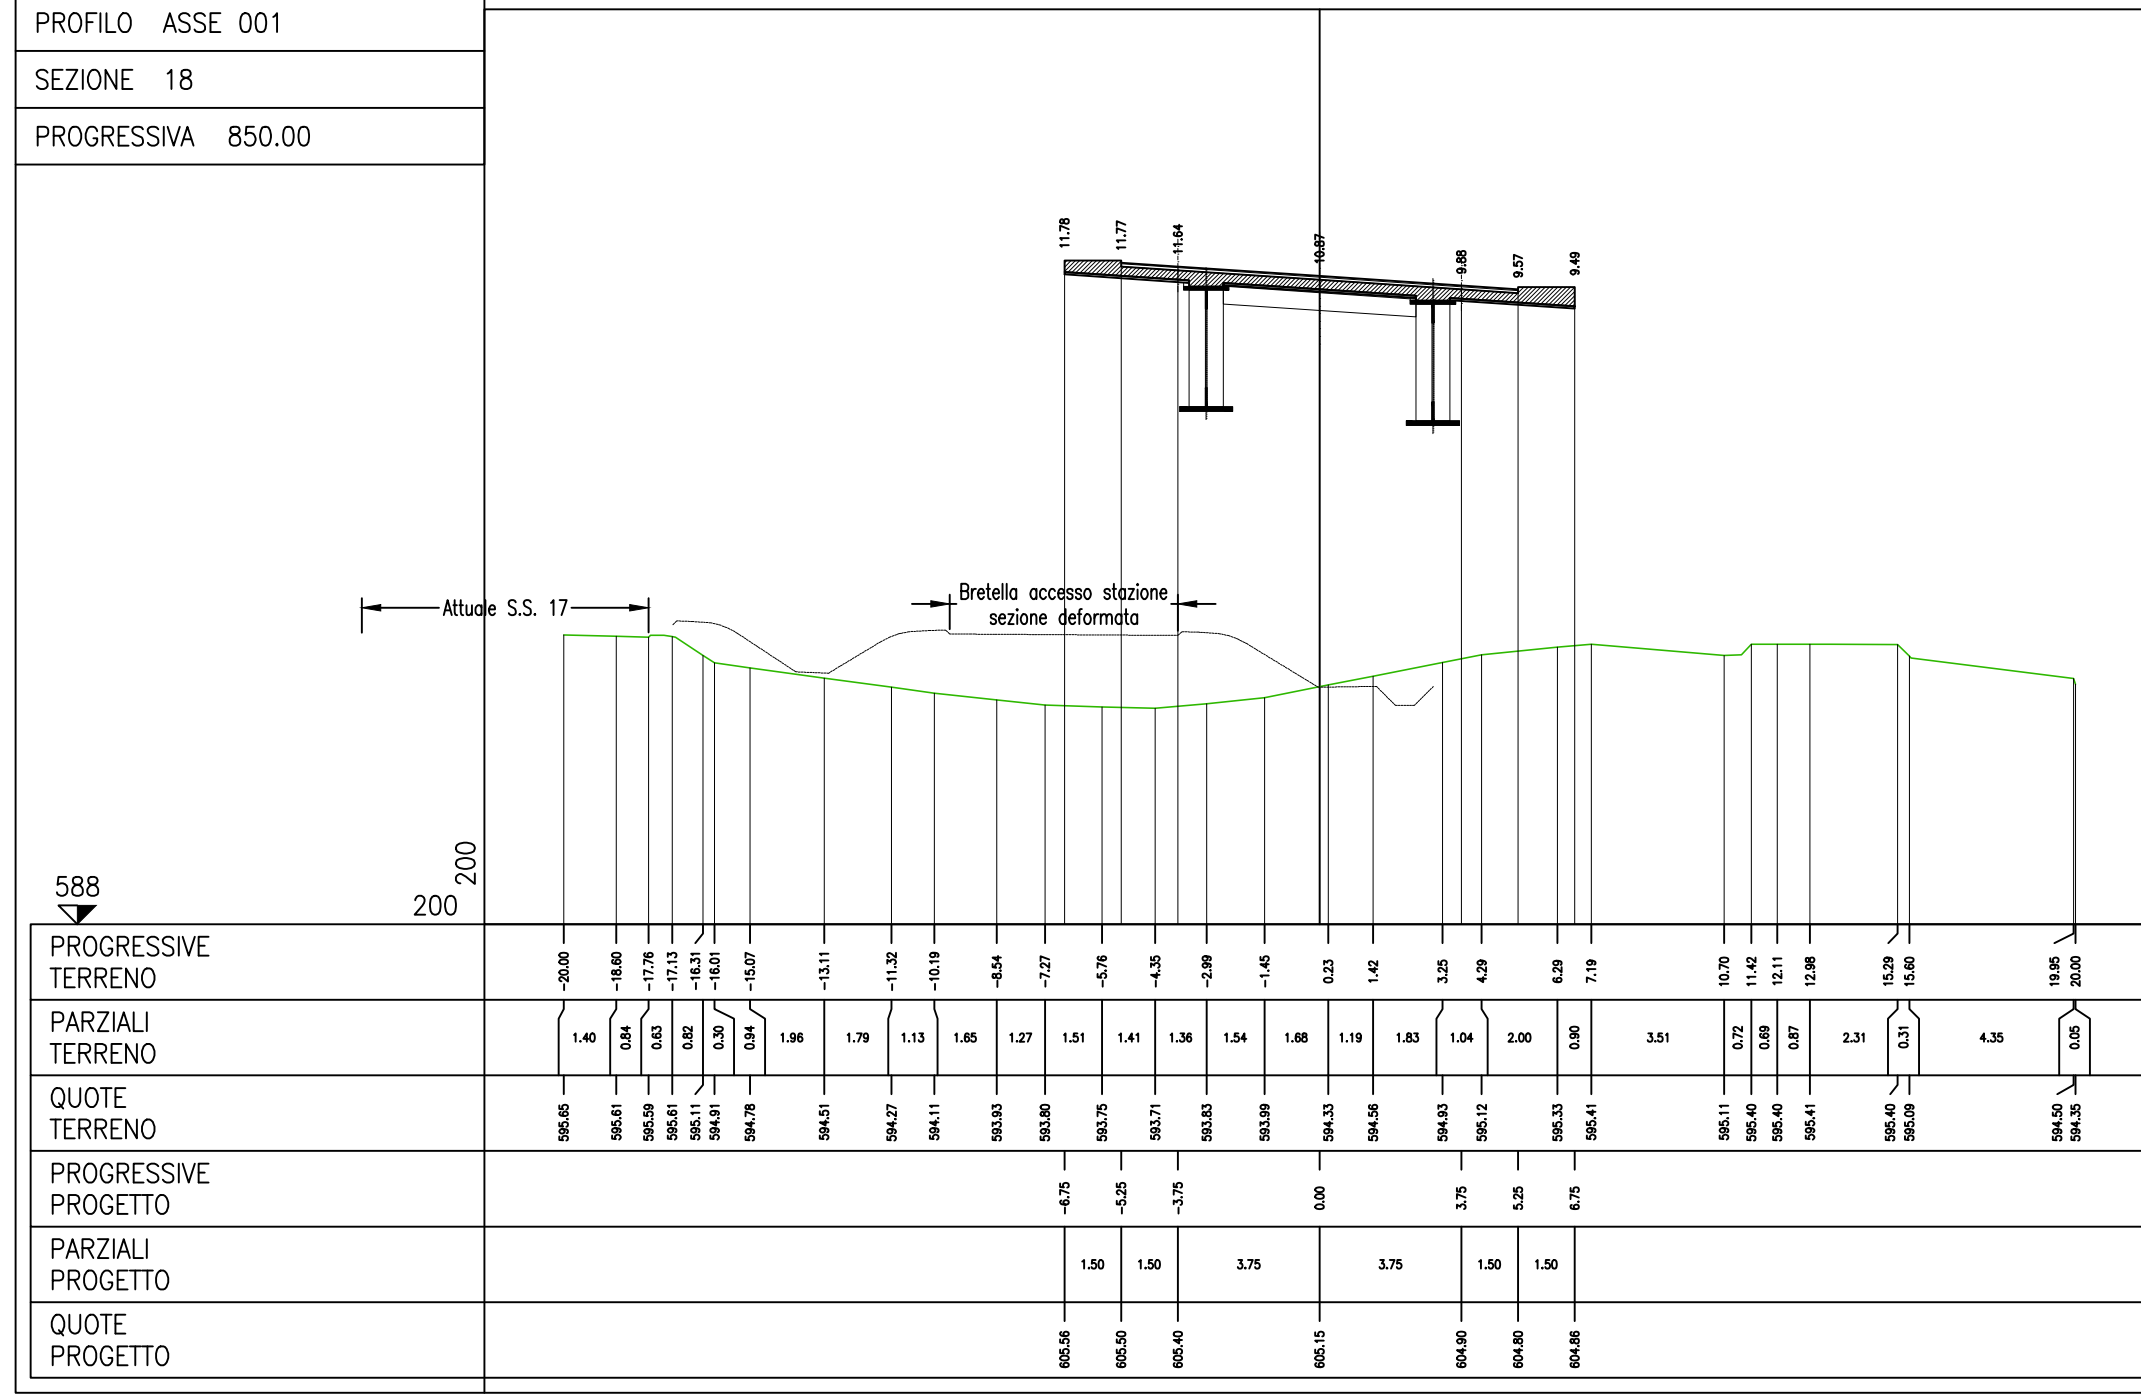 PROFILO ASSE 001
SEZIONE 18
PROGRESSIVA 850.00
11.78 11.77 11.64 10.87 9.88 9.57 9.49
Attuale S.S. 17
Bretella accesso stazione
sezione deformata
588
200
200
PROGRESSIVE
TERRENO
-20.00 -18.60 -17.76 -17.13 -16.31 -16.01 -15.07 -13.11 -11.32 -10.19 -8.54 -7.27 -5.76 -4.35 -2.99 -1.45 0.23 1.42 3.25 4.29 6.29 7.19 10.70 11.42 12.11 12.98 15.29 15.60 19.95 20.00
PARZIALI
TERRENO
1.40 0.84 0.63 0.82 0.30 0.94 1.96 1.79 1.13 1.65 1.27 1.51 1.41 1.36 1.54 1.68 1.19 1.83 1.04 2.00 0.90 3.51 0.72 0.69 0.87 2.31 0.31 4.35 0.05
QUOTE
TERRENO
595.65 595.61 595.59 595.61 595.11 594.91 594.78 594.51 594.27 594.11 593.93 593.80 593.75 593.71 593.83 593.99 594.33 594.56 594.93 595.12 595.33 595.41 595.11 595.40 595.40 595.41 595.40 595.09 594.50 594.35
PROGRESSIVE
PROGETTO
-6.75 -5.25 -3.75 0.00 3.75 5.25 6.75
PARZIALI
PROGETTO
1.50 1.50 3.75 3.75 1.50 1.50
QUOTE
PROGETTO
605.56 605.50 605.40 605.15 604.90 604.80 604.86